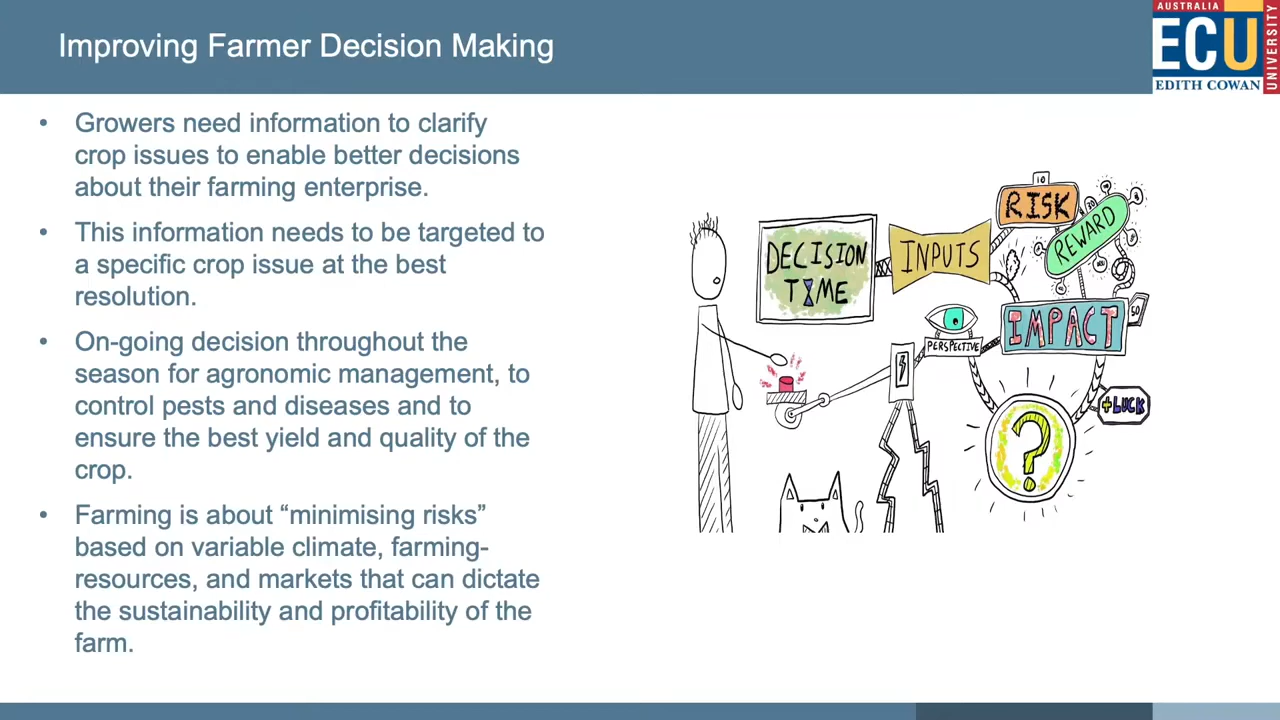 Improving Farmer Decision Making
AUSTRALIA
ECU
EDITH COWAN
UNIVERSITY
• Growers need information to clarify
crop issues to enable better decisions
about their farming enterprise.
• This information needs to be targeted to
a specific crop issue at the best
resolution.
• On-going decision throughout the
season for agronomic management, to
control pests and diseases and to
ensure the best yield and quality of the
crop.
• Farming is about “minimising risks”
based on variable climate, farming-
resources, and markets that can dictate
the sustainability and profitability of the
farm.
DECISION
TIME
INPUTS
10
RISK
REWARD
IMPACT
50
PERSPECTIVE
+LUCK
?